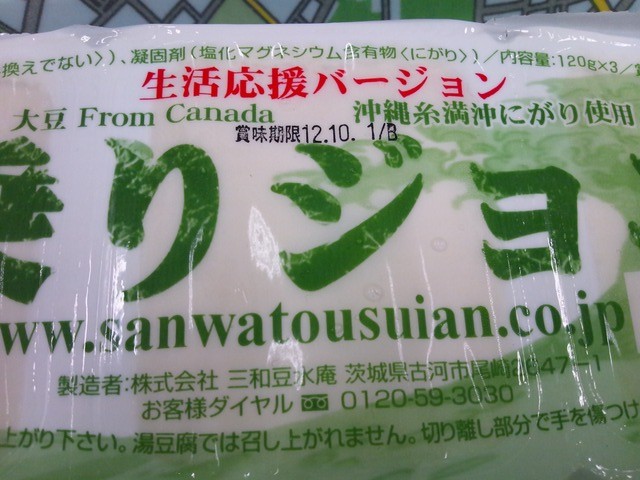 換えでない〉)、凝固剤(塩化マグネシウム含有物〈にがり〉)/内容量:120g×3/
生活応援バージョン
大豆 From Canada 沖縄糸満沖にがり使用
賞味期限12.10. 1/B
乗りジョ
www.sanwatousuian.co.jp
製造者:株式会社 三和豆水庵 茨城県古河市尾崎2847−1
お客様ダイヤル 0120-59-3030
上がり下さい。湯豆腐では召し上がれません。切り離し部分で手を傷つけ